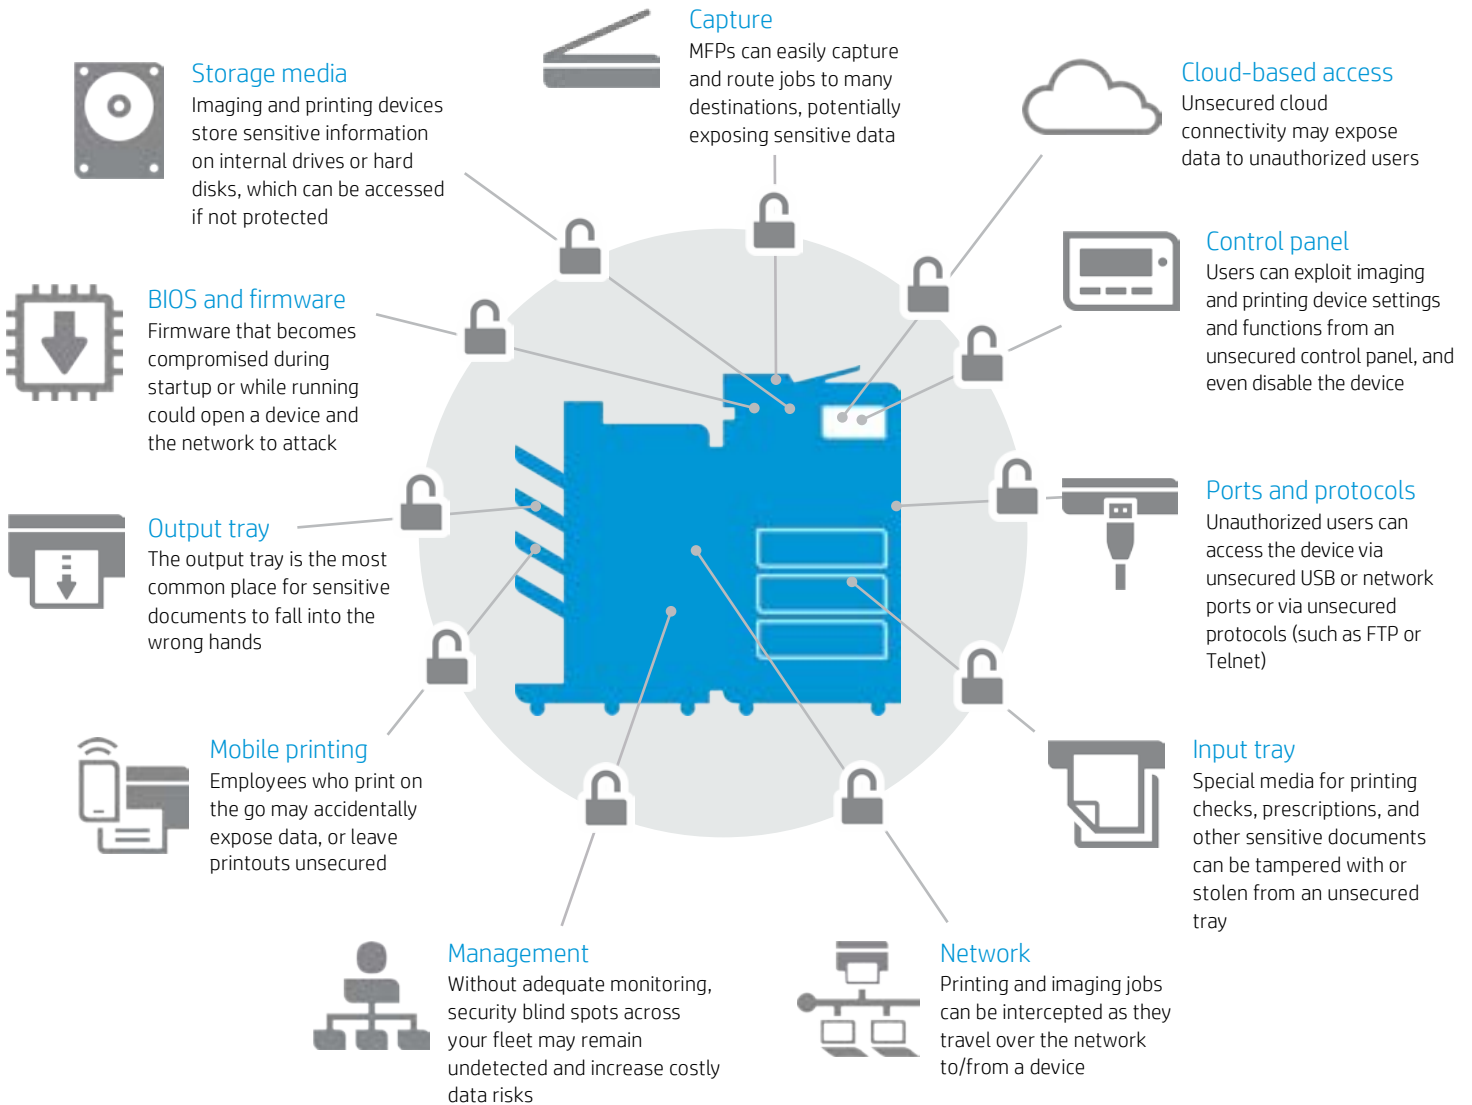 Capture
MFPs can easily capture
and route jobs to many
destinations, potentially
exposing sensitive data
Storage media
Imaging and printing devices
store sensitive information
on internal drives or hard
disks, which can be accessed
if not protected
Cloud-based access
Unsecured cloud
connectivity may expose
data to unauthorized users
Control panel
Users can exploit imaging
and printing device settings
and functions from an
unsecured control panel, and
even disable the device
BIOS and firmware
Firmware that becomes
compromised during
startup or while running
could open a device and
the network to attack
Ports and protocols
Unauthorized users can
access the device via
unsecured USB or network
ports or via unsecured
protocols (such as FTP or
Telnet)
Output tray
The output tray is the most
common place for sensitive
documents to fall into the
wrong hands
Mobile printing
Employees who print on
the go may accidentally
expose data, or leave
printouts unsecured
Input tray
Special media for printing
checks, prescriptions, and
other sensitive documents
can be tampered with or
stolen from an unsecured
tray
Management
Without adequate monitoring,
security blind spots across
your fleet may remain
undetected and increase costly
data risks
Network
Printing and imaging jobs
can be intercepted as they
travel over the network
to/from a device